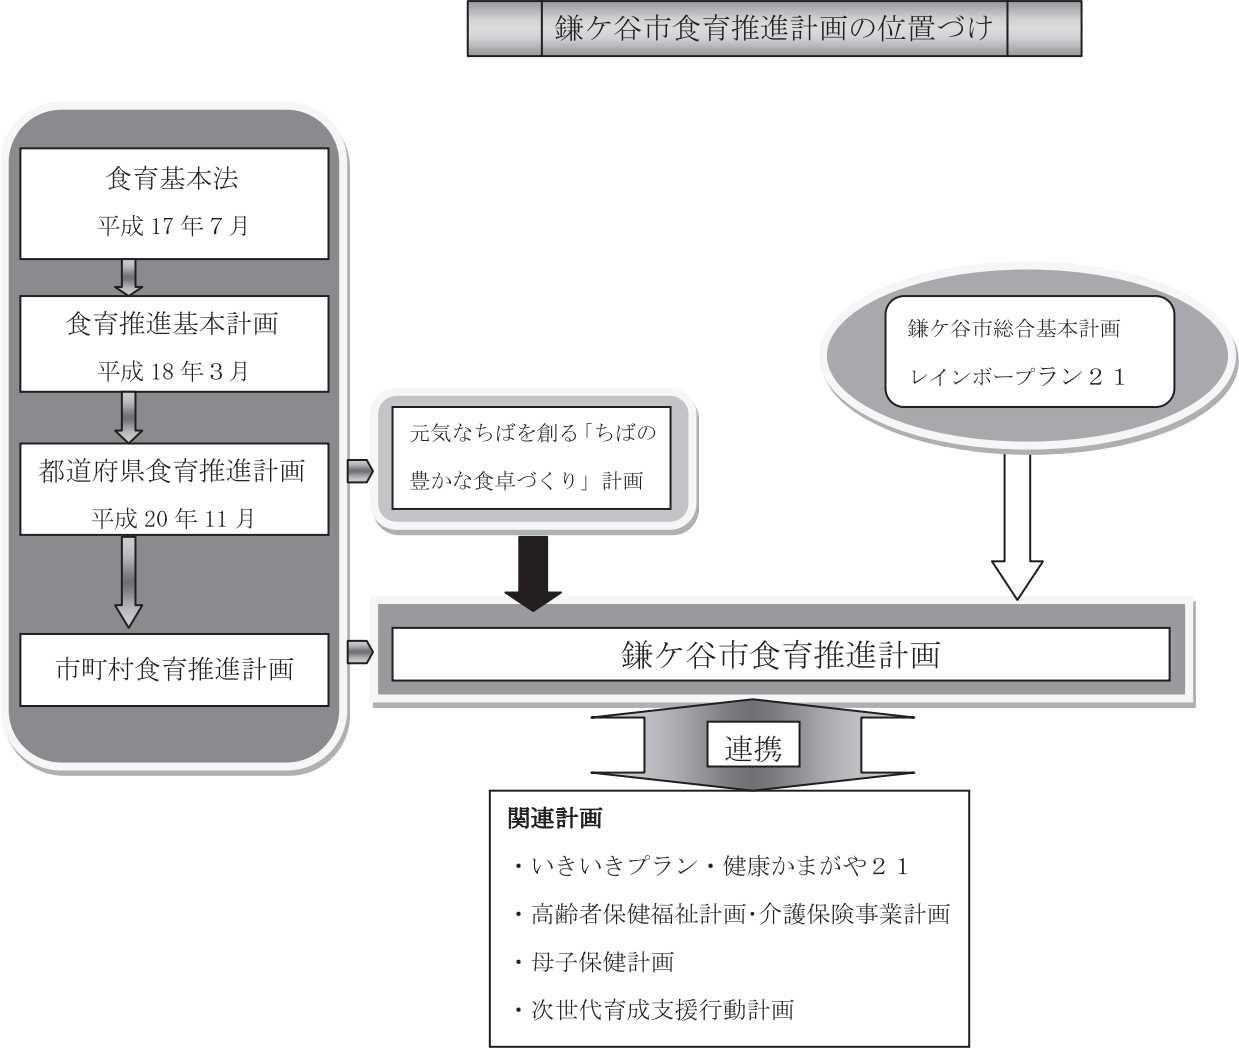 鎌ケ谷市食育推進計画の位置づけ
食育基本法
平成 17 年７月
食育推進基本計画
平成 18 年３月
都道府県食育推進計画
平成 20 年 11 月
市町村食育推進計画
元気なちばを創る「ちばの
豊かな食卓づくり」計画
鎌ケ谷市総合基本計画
レインボープラン２１
鎌ケ谷市食育推進計画
連携
関連計画
・いきいきプラン・健康かまがや２１
・高齢者保健福祉計画･介護保険事業計画
・母子保健計画
・次世代育成支援行動計画